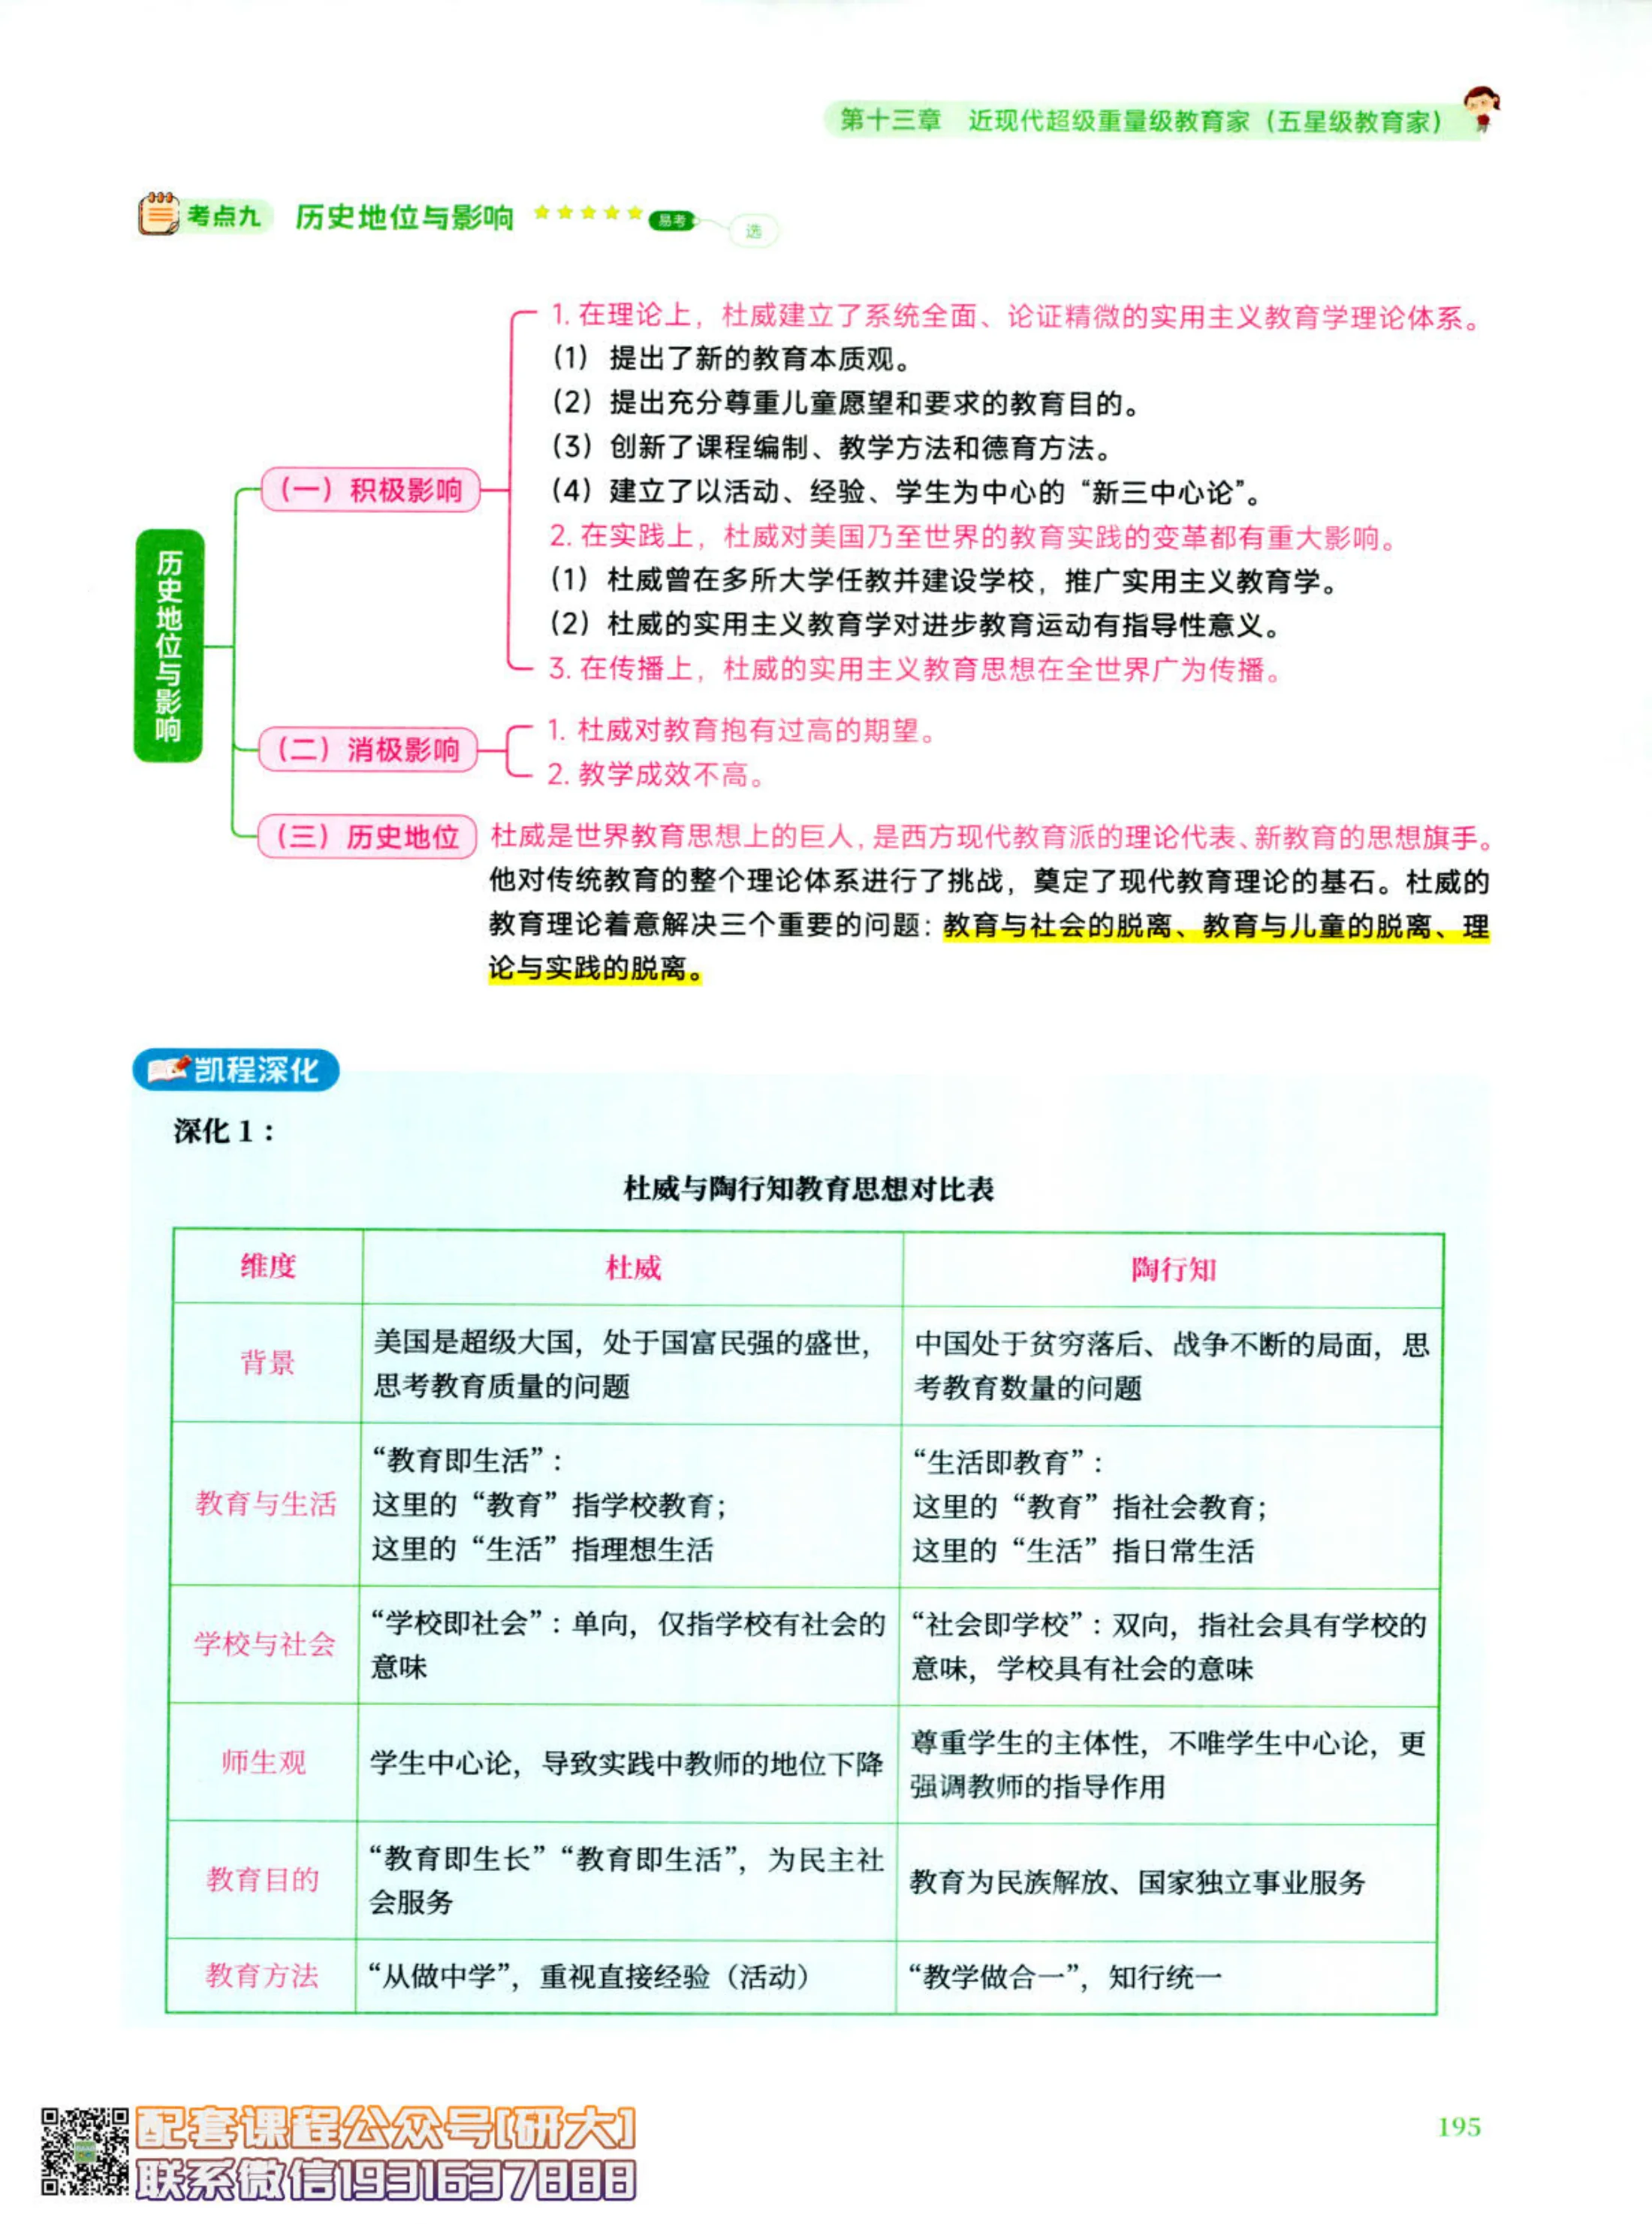 第十三章 近现代超级重量级教育家（五星级教育家）
考点九 历史地位与影响 易考 选
历史地位与影响
（一）积极影响
1. 在理论上，杜威建立了系统全面、论证精微的实用主义教育学理论体系。
（1）提出了新的教育本质观。
（2）提出充分尊重儿童愿望和要求的教育目的。
（3）创新了课程编制、教学方法和德育方法。
（4）建立了以活动、经验、学生为中心的“新三中心论”。
2. 在实践上，杜威对美国乃至世界的教育实践的变革都有重大影响。
（1）杜威曾在多所大学任教并建设学校，推广实用主义教育学。
（2）杜威的实用主义教育学对进步教育运动有指导性意义。
3. 在传播上，杜威的实用主义教育思想在全世界广为传播。
（二）消极影响
1. 杜威对教育抱有过高的期望。
2. 教学成效不高。
（三）历史地位
杜威是世界教育思想上的巨人，是西方现代教育派的理论代表、新教育的思想旗手。
他对传统教育的整个理论体系进行了挑战，奠定了现代教育理论的基石。杜威的
教育理论着意解决三个重要的问题：教育与社会的脱离、教育与儿童的脱离、理
论与实践的脱离。
凯程深化
深化 1：
杜威与陶行知教育思想对比表
维度 杜威 陶行知
背景
美国是超级大国，处于国富民强的盛世，
思考教育质量的问题
中国处于贫穷落后、战争不断的局面，思
考教育数量的问题
教育与生活
“教育即生活”：
这里的“教育”指学校教育；
这里的“生活”指理想生活
“生活即教育”：
这里的“教育”指社会教育；
这里的“生活”指日常生活
学校与社会
“学校即社会”：单向，仅指学校有社会的
意味
“社会即学校”：双向，指社会具有学校的
意味，学校具有社会的意味
师生观
学生中心论，导致实践中教师的地位下降
尊重学生的主体性，不唯学生中心论，更
强调教师的指导作用
教育目的
“教育即生长”“教育即生活”，为民主社
会服务
教育为民族解放、国家独立事业服务
教育方法
“从做中学”，重视直接经验（活动）
“教学做合一”，知行统一
配套课程公众号[研大]
联系微信1931637888
195